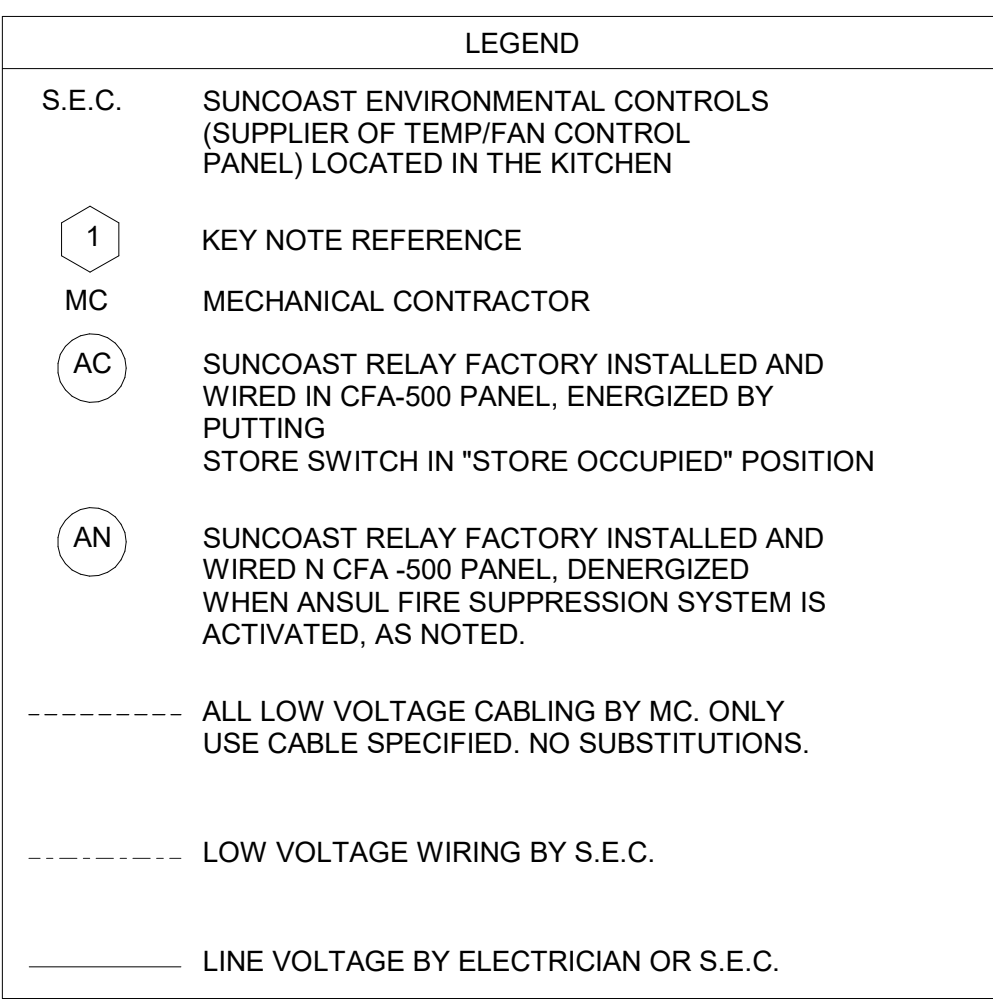 LEGEND
S.E.C. SUNCOAST ENVIRONMENTAL CONTROLS
(SUPPLIER OF TEMP/FAN CONTROL
PANEL) LOCATED IN THE KITCHEN
1 KEY NOTE REFERENCE
MC MECHANICAL CONTRACTOR
AC SUNCOAST RELAY FACTORY INSTALLED AND
WIRED IN CFA-500 PANEL, ENERGIZED BY
PUTTING
STORE SWITCH IN "STORE OCCUPIED" POSITION
AN SUNCOAST RELAY FACTORY INSTALLED AND
WIRED N CFA -500 PANEL, DENERGIZED
WHEN ANSUL FIRE SUPPRESSION SYSTEM IS
ACTIVATED, AS NOTED.
ALL LOW VOLTAGE CABLING BY MC. ONLY
USE CABLE SPECIFIED. NO SUBSTITUTIONS.
LOW VOLTAGE WIRING BY S.E.C.
LINE VOLTAGE BY ELECTRICIAN OR S.E.C.